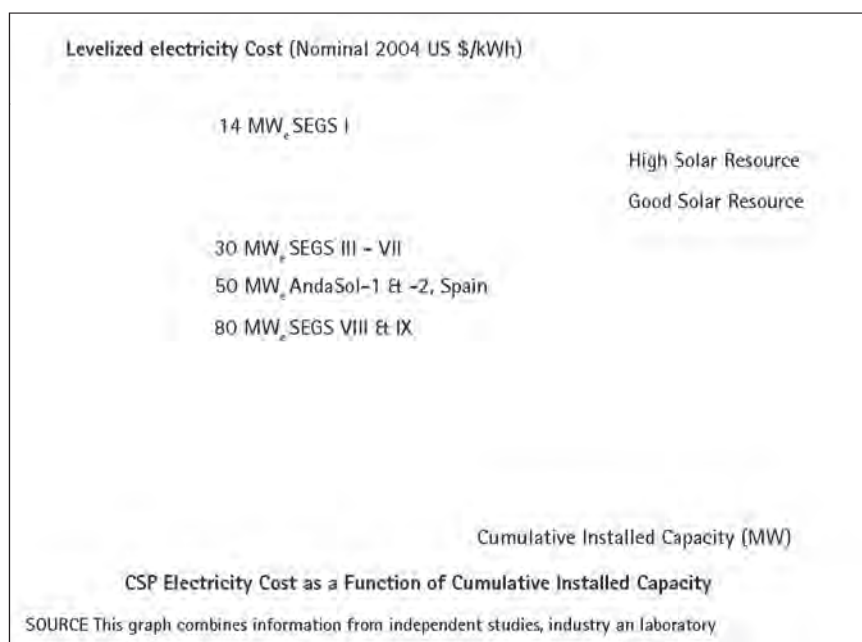 Levelized electricity Cost (Nominal 2004 US $/kWh)
14 MWe SEGS I
High Solar Resource
Good Solar Resource
30 MWe SEGS III - VII
50 MWe AndaSol-1 & -2, Spain
80 MWe SEGS VIII & IX
Cumulative Installed Capacity (MW)
CSP Electricity Cost as a Function of Cumulative Installed Capacity
SOURCE This graph combines information from independent studies, industry an laboratory